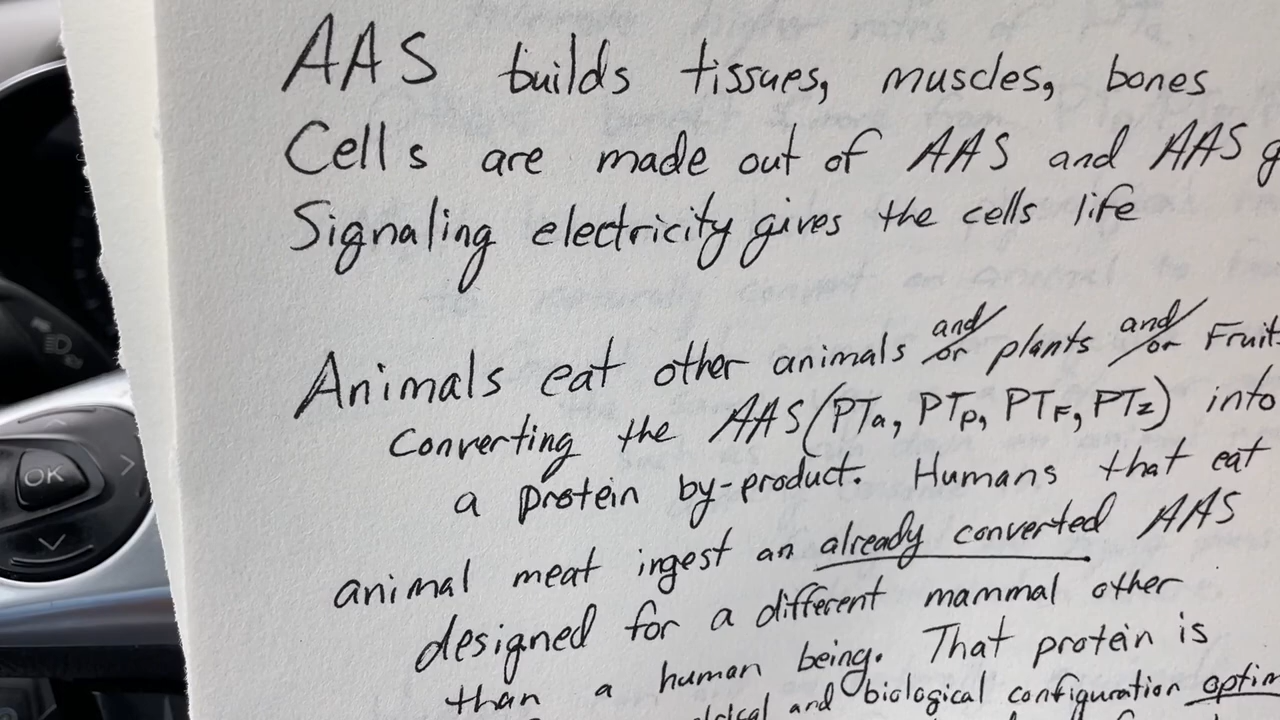 AAS builds tissues, muscles, bones
Cells are made out of AAS and AAS
Signaling electricity gives the cells life
Animals eat other animals and/or plants and/or Fruits
Converting the AAS (PTa, PTp, PTF, PTz) into
a protein by-product. Humans that eat
animal meat ingest an already converted AAS
designed for a different mammal other
than a human being. That protein is
and biological configuration
OK